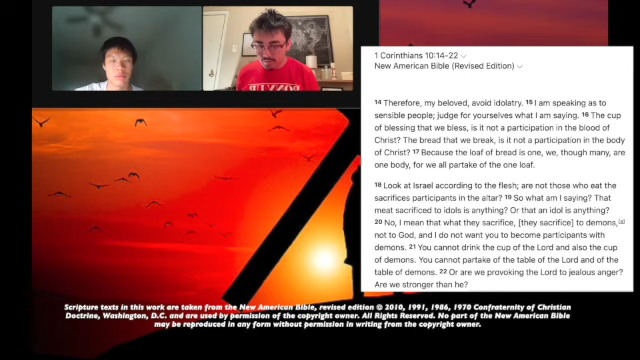 1 Corinthians 10:14-22
New American Bible (Revised Edition)
14 Therefore, my beloved, avoid idolatry. 15 I am speaking as to
sensible people; judge for yourselves what I am saying. 16 The cup
of blessing that we bless, is it not a participation in the blood of
Christ? The bread that we break, is it not a participation in the body
of Christ? 17 Because the loaf of bread is one, we, though many, are
one body, for we all partake of the one loaf.
18 Look at Israel according to the flesh; are not those who eat the
sacrifices participants in the altar? 19 So what am I saying? That
meat sacrificed to idols is anything? Or that an idol is anything?
20 No, I mean that what they sacrifice, [they sacrifice] to demons,[a]
not to God, and I do not want you to become participants with
demons. 21 You cannot drink the cup of the Lord and also the cup
of demons. You cannot partake of the table of the Lord and of the
table of demons. 22 Or are we provoking the Lord to jealous anger?
Are we stronger than he?
Scripture texts in this work are taken from the New American Bible, revised edition © 2010, 1991, 1986, 1970 Confraternity of Christian
Doctrine, Washington, D.C. and are used by permission of the copyright owner. All Rights Reserved. No part of the New American Bible
may be reproduced in any form without permission in writing from the copyright owner.